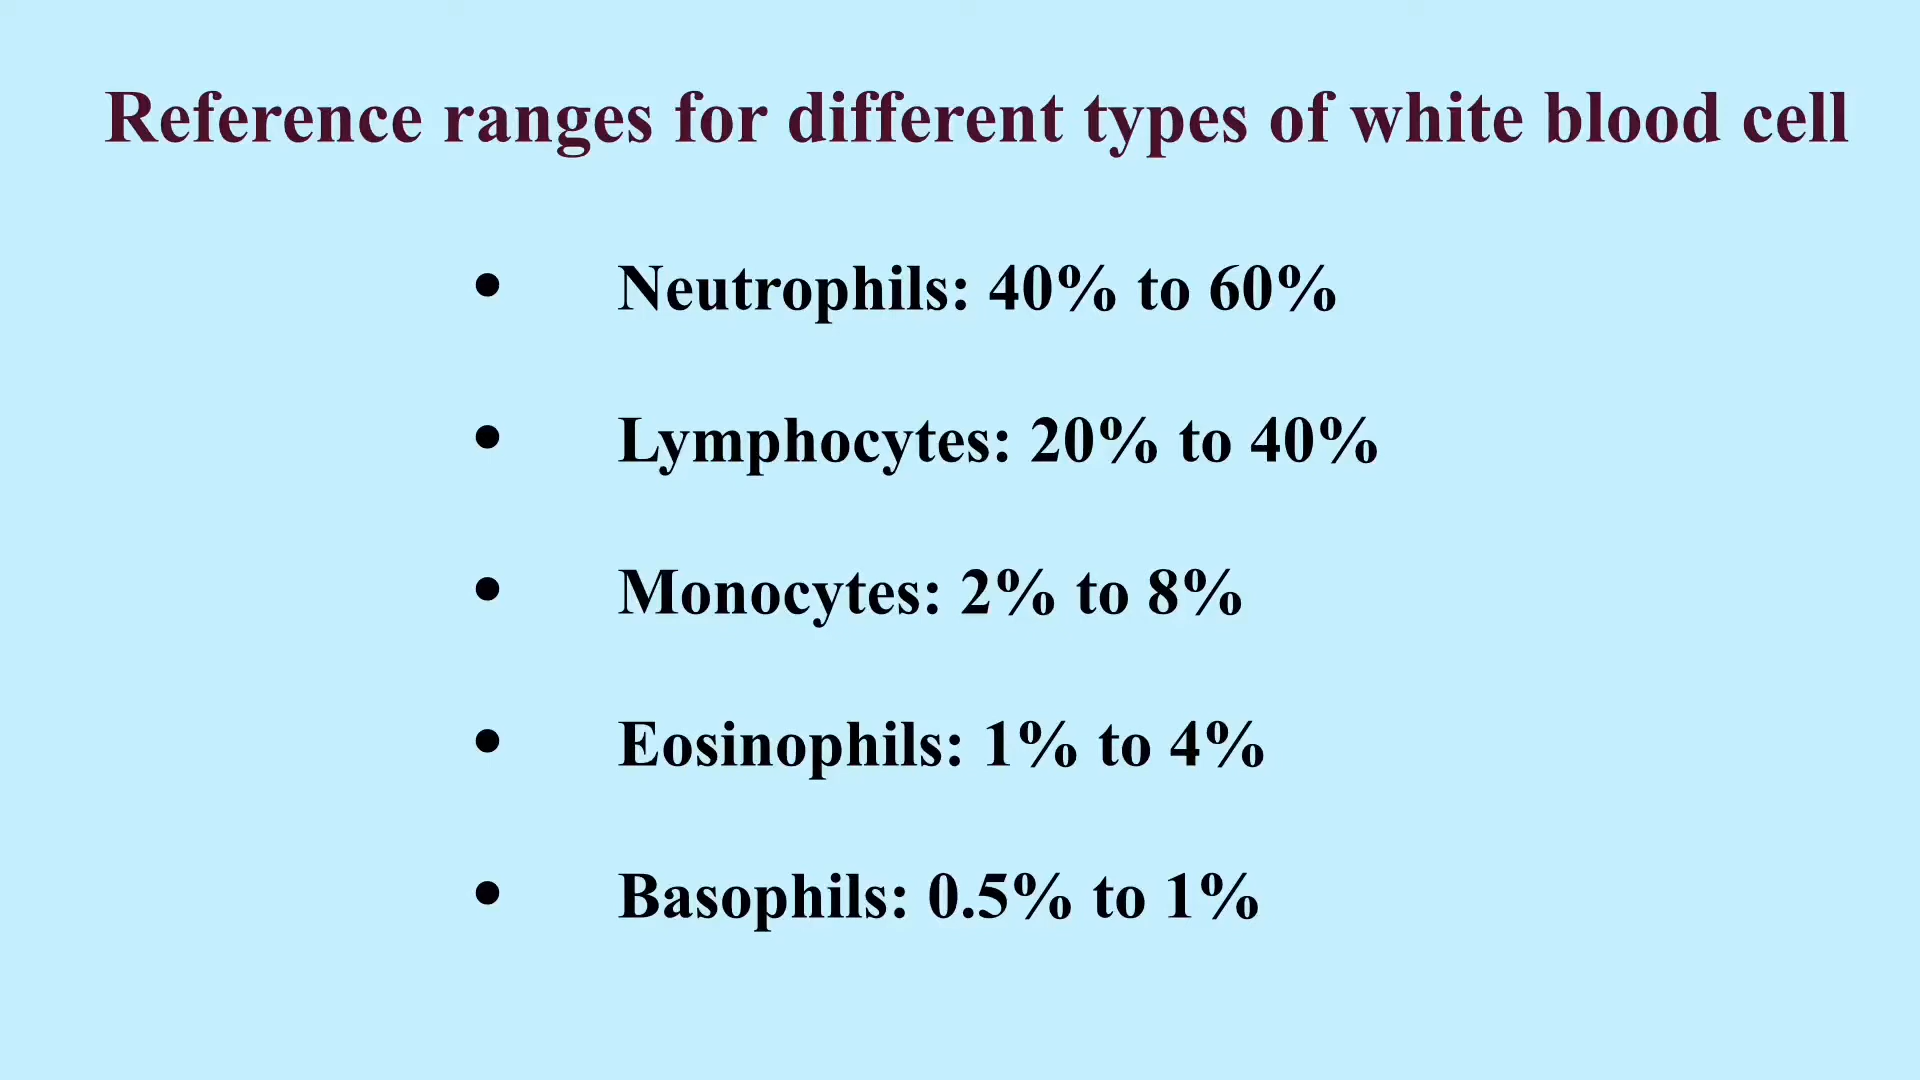 Reference ranges for different types of white blood cell
• Neutrophils: 40% to 60%
• Lymphocytes: 20% to 40%
• Monocytes: 2% to 8%
• Eosinophils: 1% to 4%
• Basophils: 0.5% to 1%